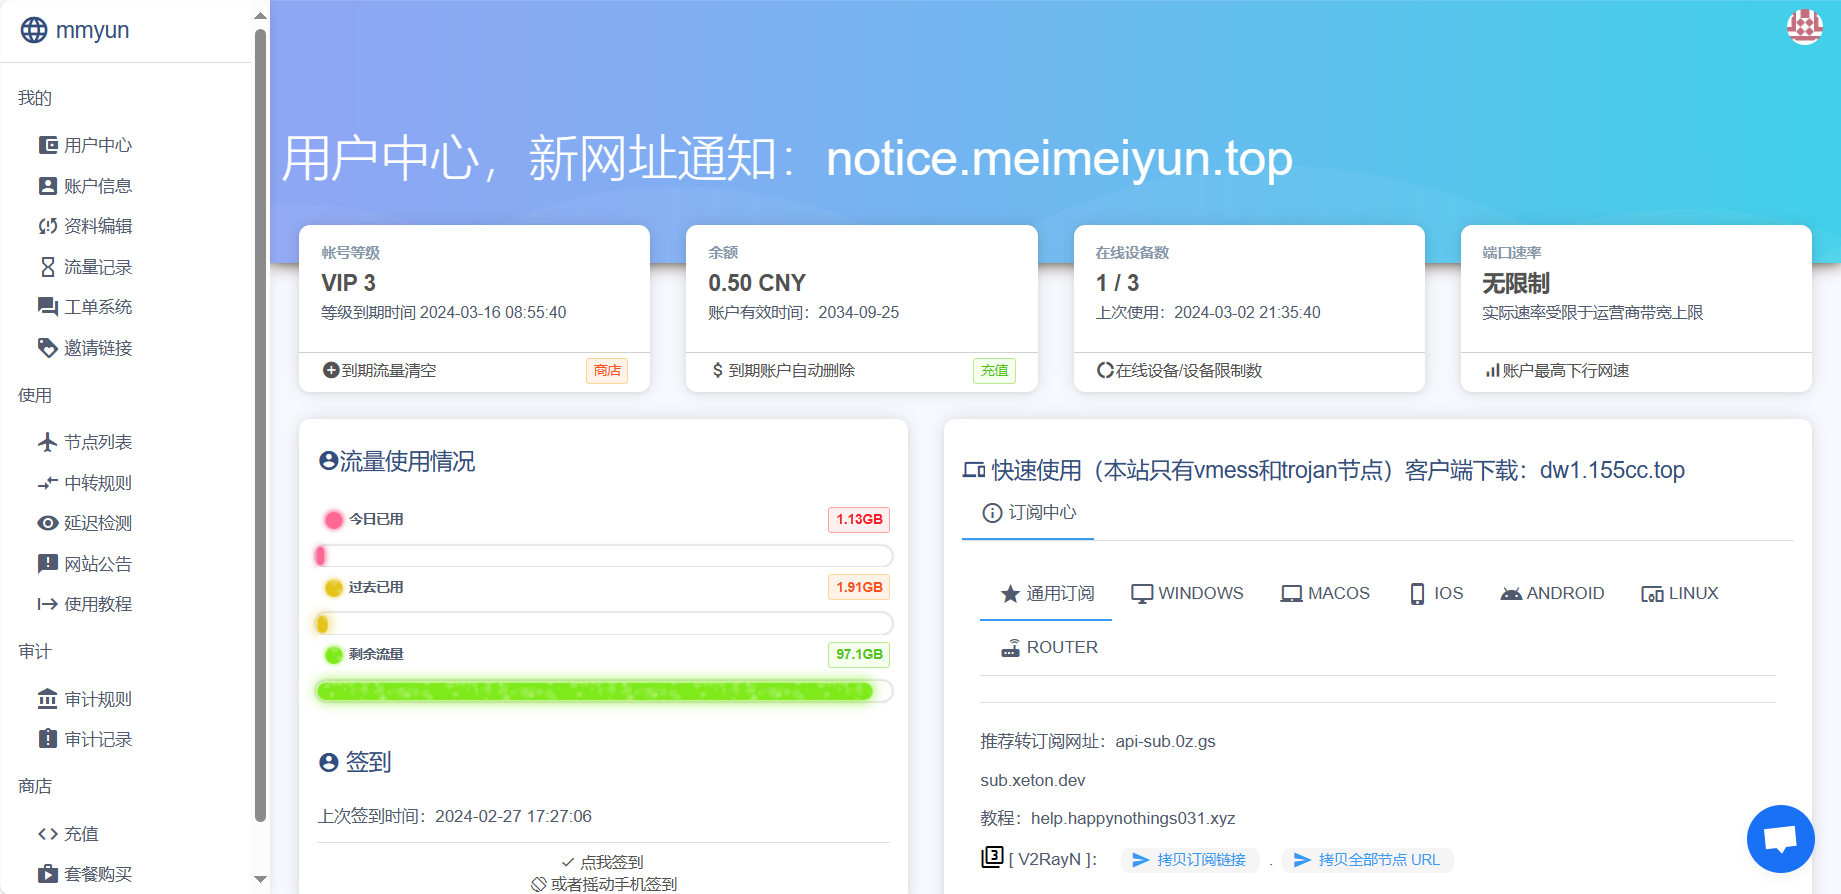 mmyun
我的
用户中心
账户信息
资料编辑
流量记录
工单系统
邀请链接
使用
节点列表
中转规则
延迟检测
网站公告
使用教程
审计
审计规则
审计记录
商店
充值
套餐购买
用户中心，新网址通知：notice.meimeiyun.top
帐号等级
VIP 3
等级到期时间 2024-03-16 08:55:40
到期流量清空
商店
余额
0.50 CNY
账户有效时间：2034-09-25
到期账户自动删除
充值
在线设备数
1 / 3
上次使用：2024-03-02 21:35:40
在线设备/设备限制数
端口速率
无限制
实际速率受限于运营商带宽上限
账户最高下行网速
流量使用情况
今日已用
1.13GB
过去已用
1.91GB
剩余流量
97.1GB
签到
上次签到时间：2024-02-27 17:27:06
点我签到
或者摇动手机签到
快速使用（本站只有vmess和trojan节点）客户端下载：dw1.155cc.top
订阅中心
通用订阅
WINDOWS
MACOS
IOS
ANDROID
LINUX
ROUTER
推荐转订阅网址：api-sub.0z.gs
sub.xeton.dev
教程：help.happynothings031.xyz
[ V2RayN ]： 拷贝订阅链接 . 拷贝全部节点 URL